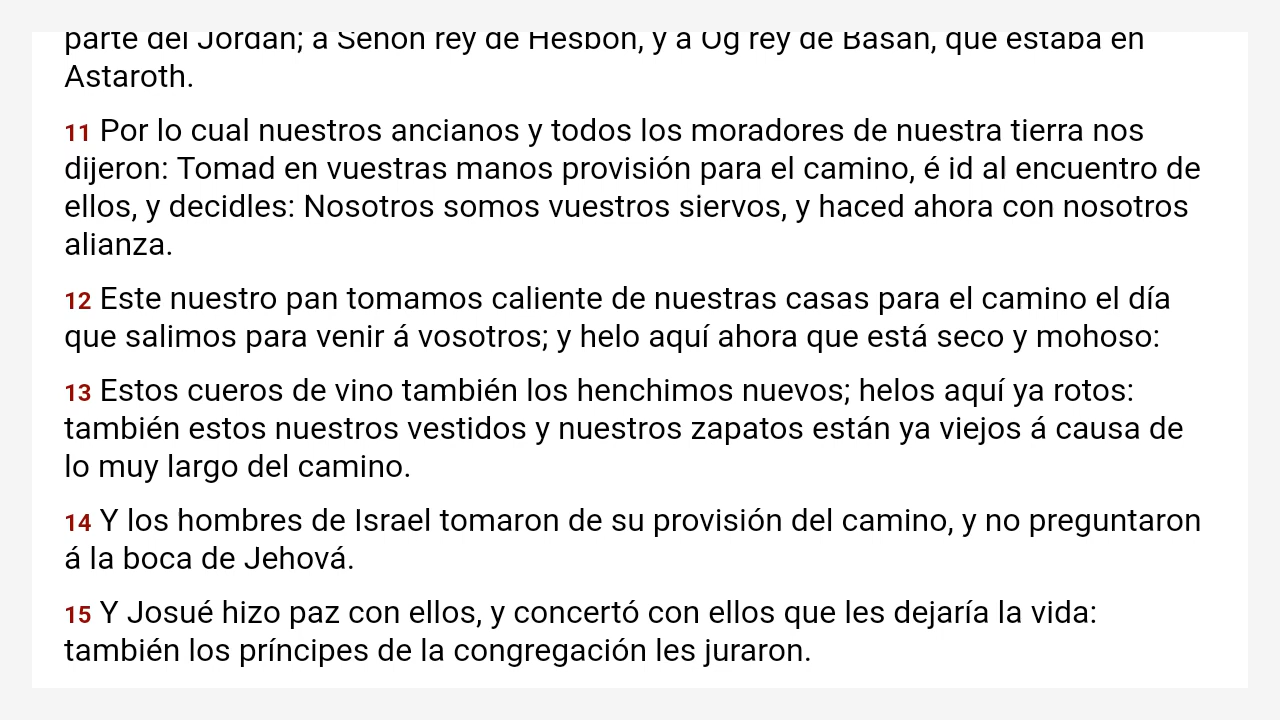 parte del Jordán; á Sehón rey de Hesbón, y á Og rey de Basán, que estaba en
Astaroth.
11 Por lo cual nuestros ancianos y todos los moradores de nuestra tierra nos
dijeron: Tomad en vuestras manos provisión para el camino, é id al encuentro de
ellos, y decidles: Nosotros somos vuestros siervos, y haced ahora con nosotros
alianza.
12 Este nuestro pan tomamos caliente de nuestras casas para el camino el día
que salimos para venir á vosotros; y helo aquí ahora que está seco y mohoso:
13 Estos cueros de vino también los henchimos nuevos; helos aquí ya rotos:
también estos nuestros vestidos y nuestros zapatos están ya viejos á causa de
lo muy largo del camino.
14 Y los hombres de Israel tomaron de su provisión del camino, y no preguntaron
á la boca de Jehová.
15 Y Josué hizo paz con ellos, y concertó con ellos que les dejaría la vida:
también los príncipes de la congregación les juraron.